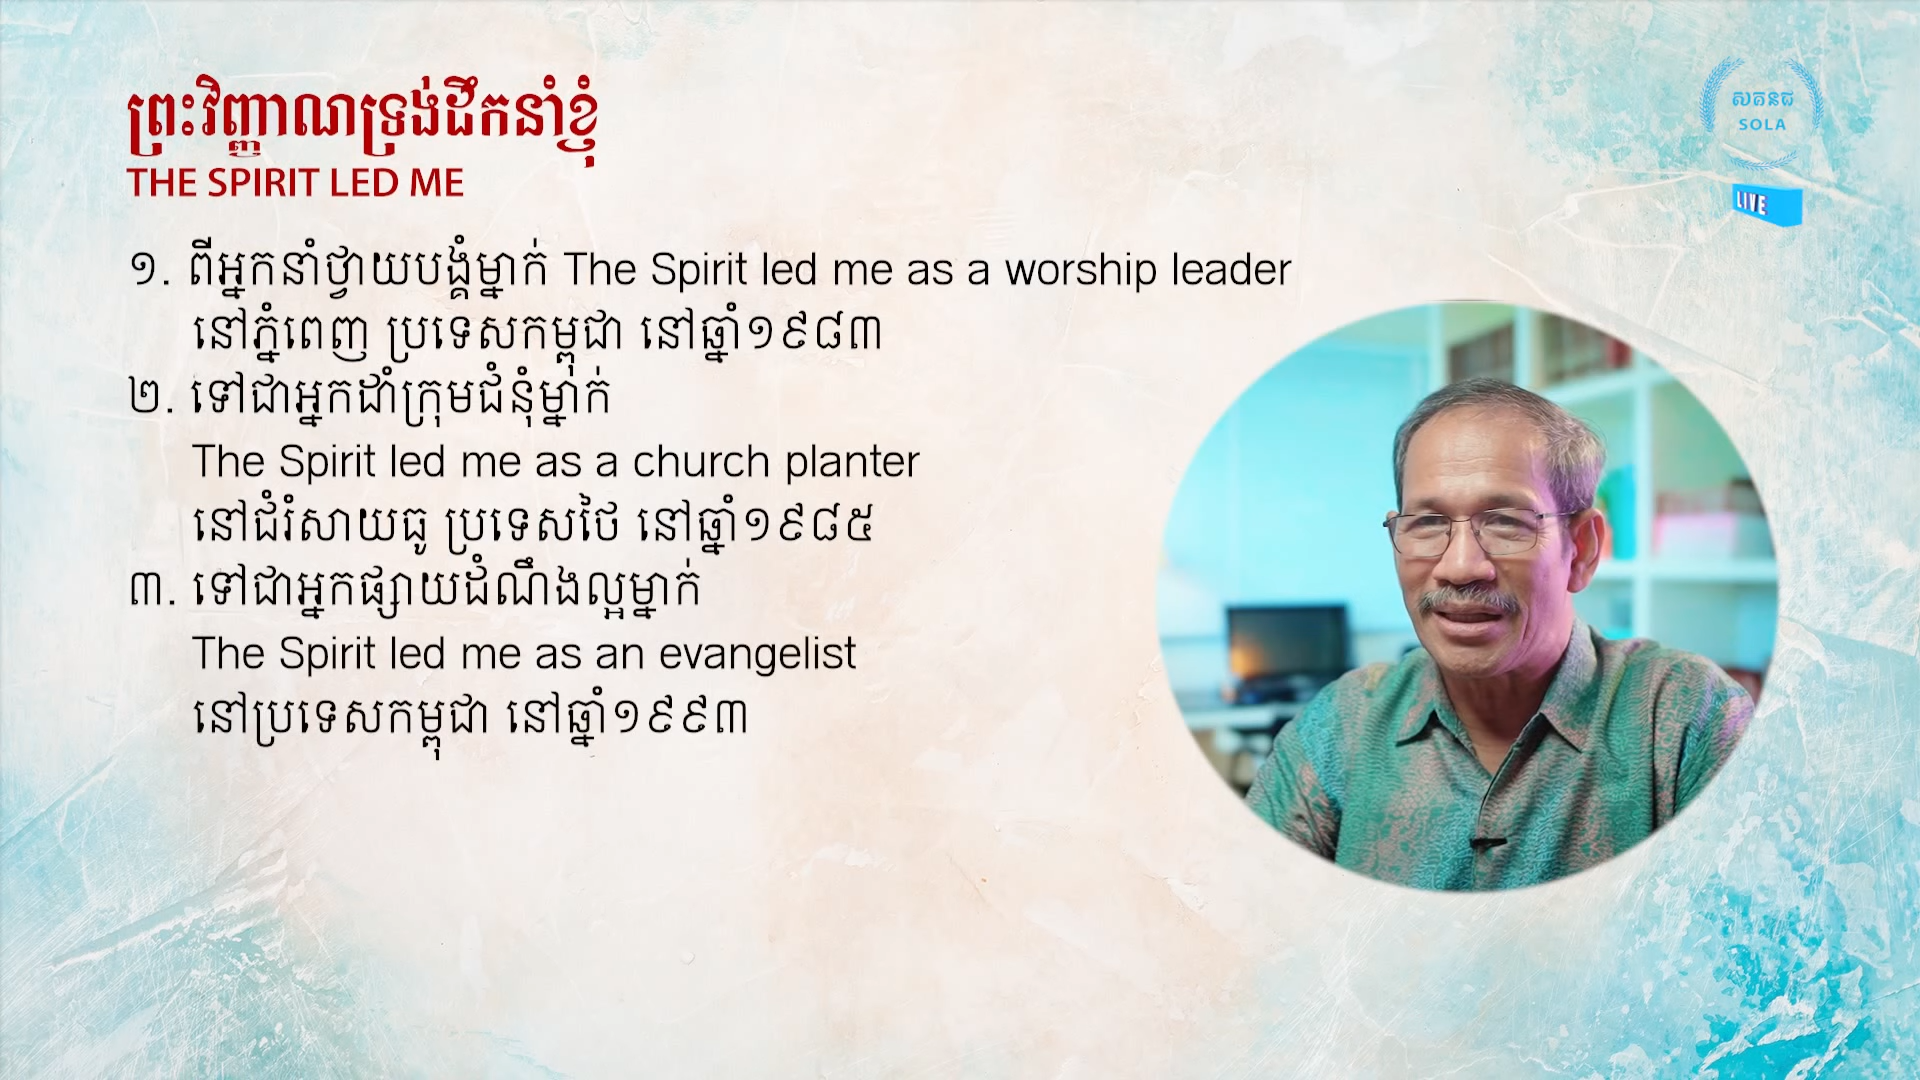 ព្រះវិញ្ញាណទ្រង់ដឹកនាំខ្ញុំ
THE SPIRIT LED ME
សគនជ
SOLA
LIVE
១. ពីអ្នកនាំថ្វាយបង្គំម្នាក់ The Spirit led me as a worship leader
នៅភ្នំពេញ ប្រទេសកម្ពុជា នៅឆ្នាំ១៩៨៣
២. ទៅជាអ្នកដាំក្រុមជំនុំម្នាក់
The Spirit led me as a church planter
នៅជំរំសាយធូ ប្រទេសថៃ នៅឆ្នាំ១៩៨៥
៣. ទៅជាអ្នកផ្សាយដំណឹងល្អម្នាក់
The Spirit led me as an evangelist
នៅប្រទេសកម្ពុជា នៅឆ្នាំ១៩៩៣